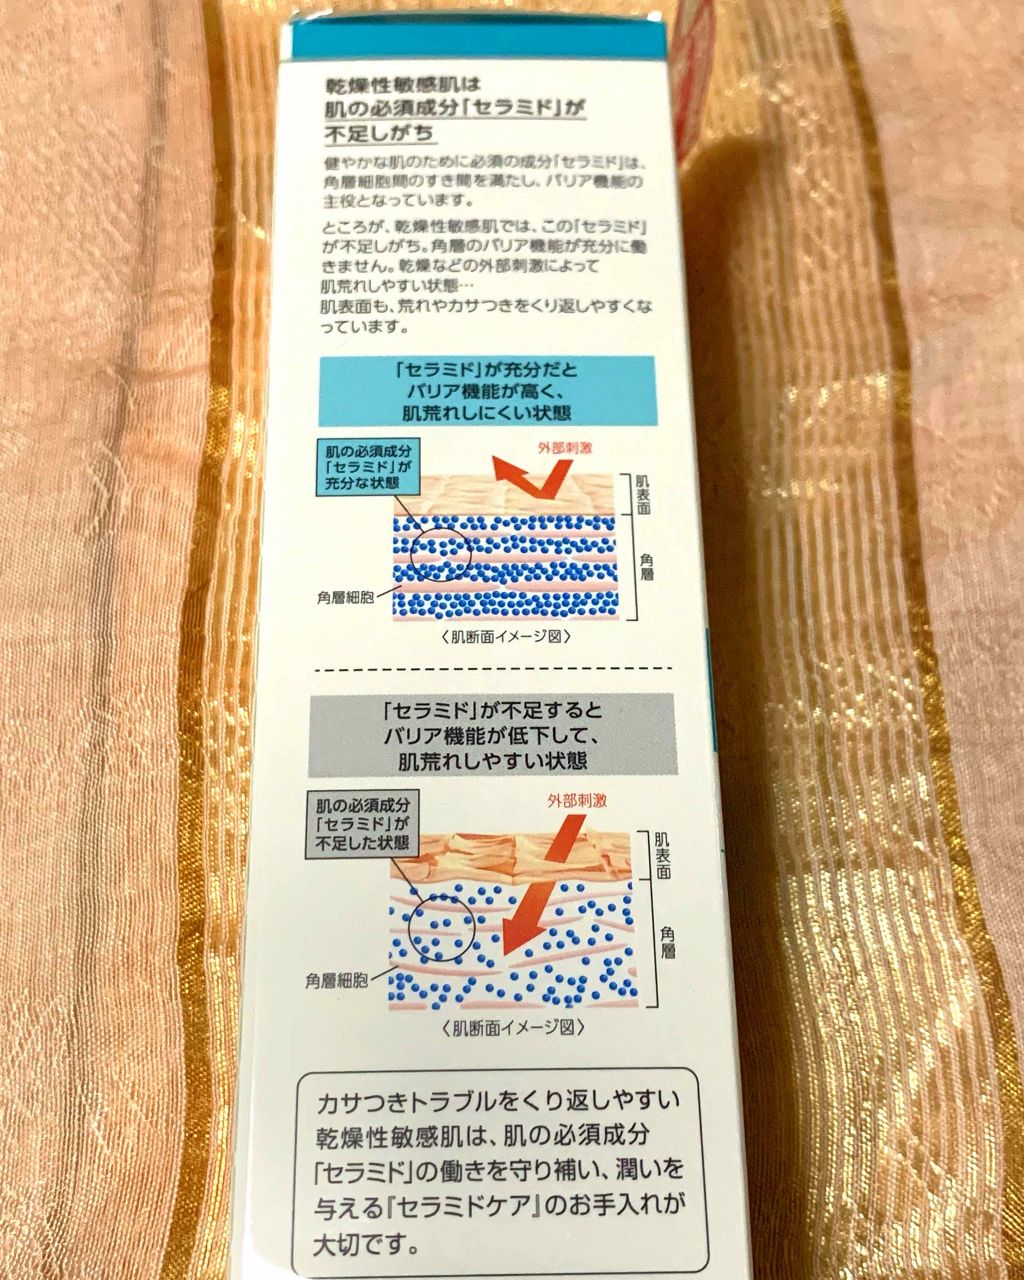 乾燥性敏感肌は
肌の必須成分「セラミド」が
不足しがち
健やかな肌のために必須の成分「セラミド」は、
角層細胞間のすき間を満たし、バリア機能の
主役となっています。
ところが、乾燥性敏感肌では、この「セラミド」
が不足しがち。角層のバリア機能が充分に働
きません。乾燥などの外部刺激によって
肌荒れしやすい状態…
肌表面も、荒れやカサつきをくり返しやすくな
っています。
「セラミド」が充分だと
バリア機能が高く、
肌荒れしにくい状態
肌の必須成分
「セラミド」が
充分な状態
外部刺激
肌表面
角層
角層細胞
〈肌断面イメージ図〉
「セラミド」が不足すると
バリア機能が低下して、
肌荒れしやすい状態
肌の必須成分
「セラミド」が
不足した状態
外部刺激
肌表面
角層
角層細胞
〈肌断面イメージ図〉
カサつきトラブルをくり返しやすい
乾燥性敏感肌は、肌の必須成分
「セラミド」の働きを守り補い、潤いを
与える『セラミドケア』のお手入れが
大切です。